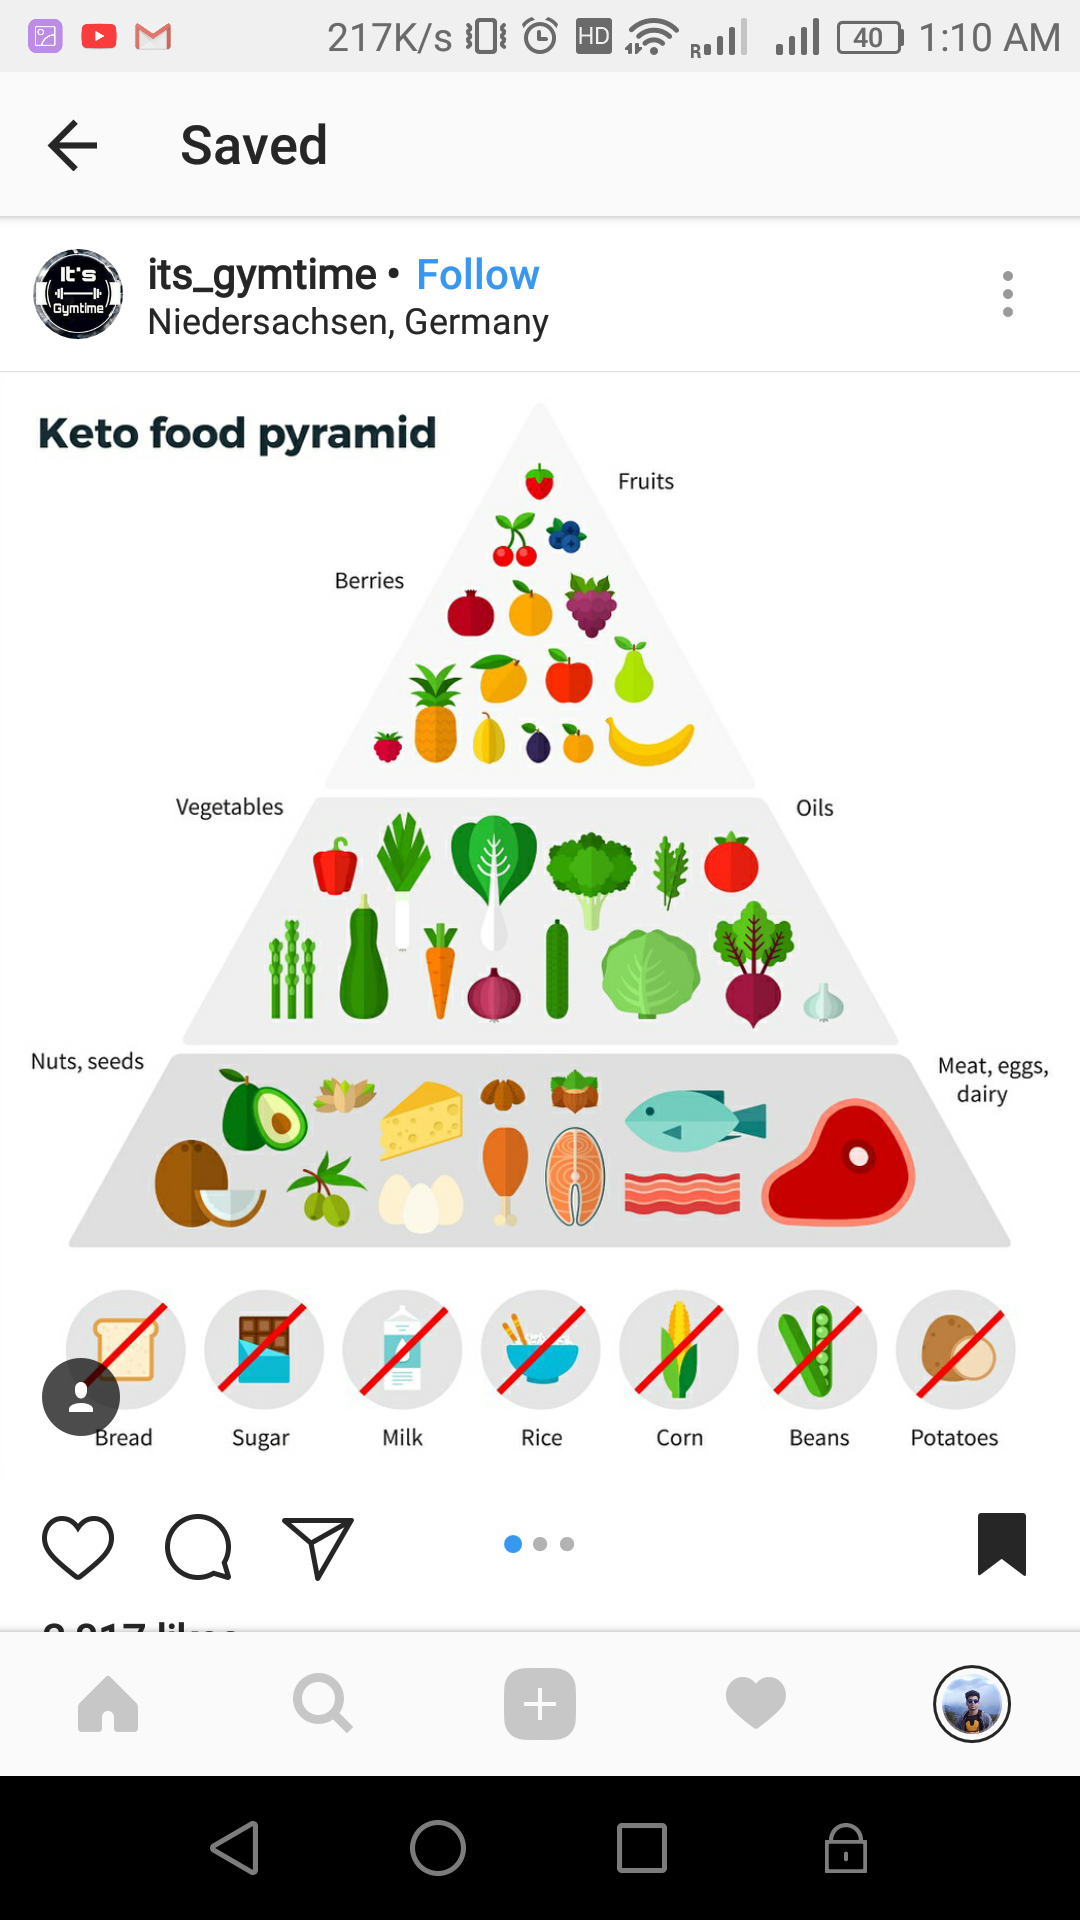 217K/s HD R 40 1:10 AM
Saved
It's
Gymtime
its_gymtime • Follow
Niedersachsen, Germany
Keto food pyramid
Fruits
Berries
Vegetables
Oils
Nuts, seeds
Meat, eggs,
dairy
Bread Sugar Milk Rice Corn Beans Potatoes